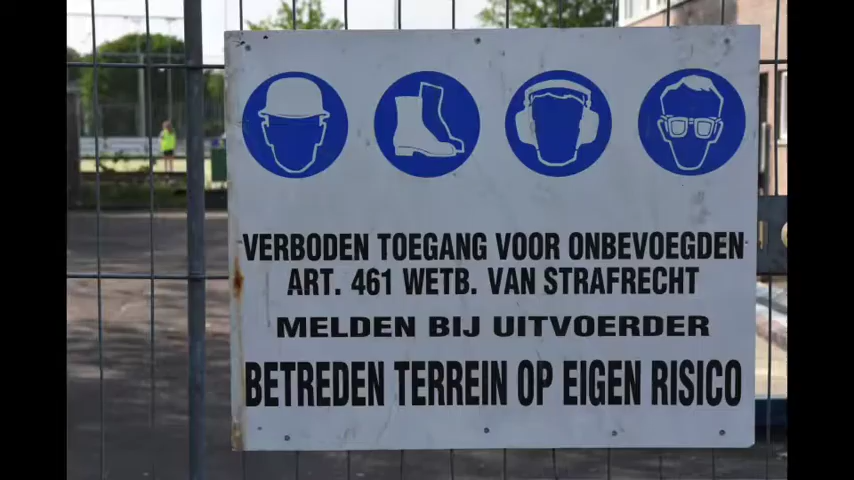 VERBODEN TOEGANG VOOR ONBEVOEGDEN
ART. 461 WETB. VAN STRAFRECHT
MELDEN BIJ UITVOERDER
BETREDEN TERREIN OP EIGEN RISICO